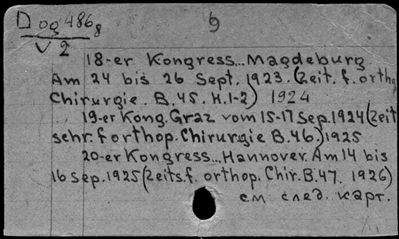 D og 486 8
V 2
6
18-er Kongress... Magdeburg
Am 24 bis 26 Sept. 1923. (Zeit. f. orthop
Chirurgie. B. 45. H. 1-2) 1924
19-er Kong. Graz vom 15-17 Sep. 1924 (Zeit
sehr. f orthop. Chirurgie B. 46) 1925
20-er Kongress... Hannover. Am 14 bis
16 Sep. 1925 (Zeits. f. orthop. Chir. B. 47. 1926)
см след. карт.